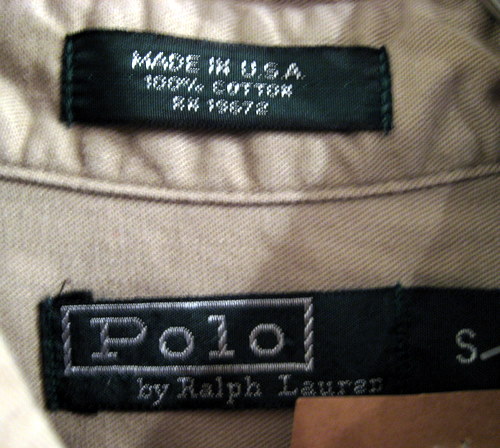 MADE IN U.S.A.
100% COTTON
RN 19672
Polo
by Ralph Lauren
S